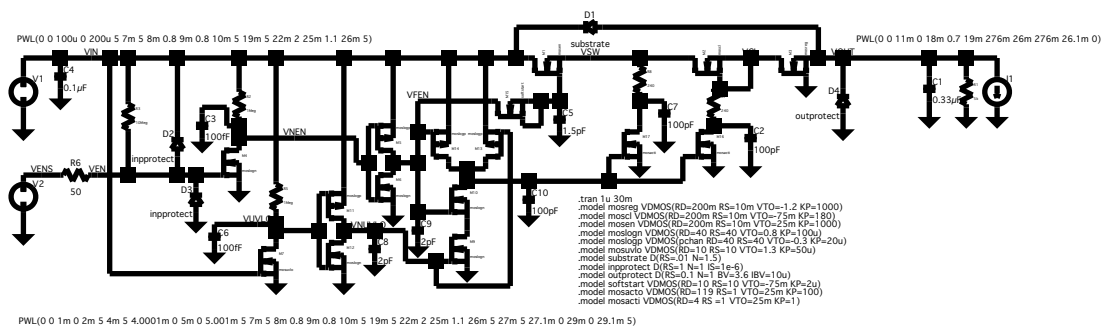 D1
PWL(0 0 100u 0 200u 5 7m 5 8m 0.8 9m 0.8 10m 5 19m 5 22m 2 25m 1.1 26m 5)
substrate
PWL(0 0 11m 0 18m 0.7 19m 276m 26m 276m 26.1m 0)
VIN
VSW
V1
C4
0.1µF
VFEN
C5
1.5pF
C7
100pF
D4
outprotect
C1
0.33µF
I1
C3
100fF
D2
VNEN
C2
100pF
inpprotect
VENS
R6
VEN
50
V2
D3
inpprotect
C10
100pF
C6
100fF
VUVLO
C8
2pF
C9
2pF
.tran 1u 30m
.model mosreg VDMOS(RD=200m RS=10m VTO=-1.2 KP=1000)
.model moscl VDMOS(RD=200m RS=10m VTO=-75m KP=180)
.model mosen VDMOS(RD=200m RS=10m VTO=25m KP=1000)
.model moslogn VDMOS(RD=40 RS=40 VTO=0.8 KP=100u)
.model moslogp VDMOS(pchan RD=40 RS=40 VTO=-0.3 KP=20u)
.model mosuvlo VDMOS(RD=10 RS=10 VTO=1.3 KP=50u)
.model substrate D(RS=.01 N=1.5)
.model inpprotect D(RS=1 N=1 IS=1e-6)
.model outprotect D(RS=0.1 N=1 BV=3.6 IBV=10u)
.model softstart VDMOS(RD=10 RS=10 VTO=-75m KP=2u)
.model mosacto VDMOS(RD=119 RS=1 VTO=25m KP=100)
.model mosacti VDMOS(RD=4 RS =1 VTO=25m KP=1)
PWL(0 0 1m 0 2m 5 4m 5 4.0001m 0 5m 0 5.001m 5 7m 5 8m 0.8 9m 0.8 10m 5 19m 5 22m 2 25m 1.1 26m 5 27m 5 27.1m 0 29m 0 29.1m 5)